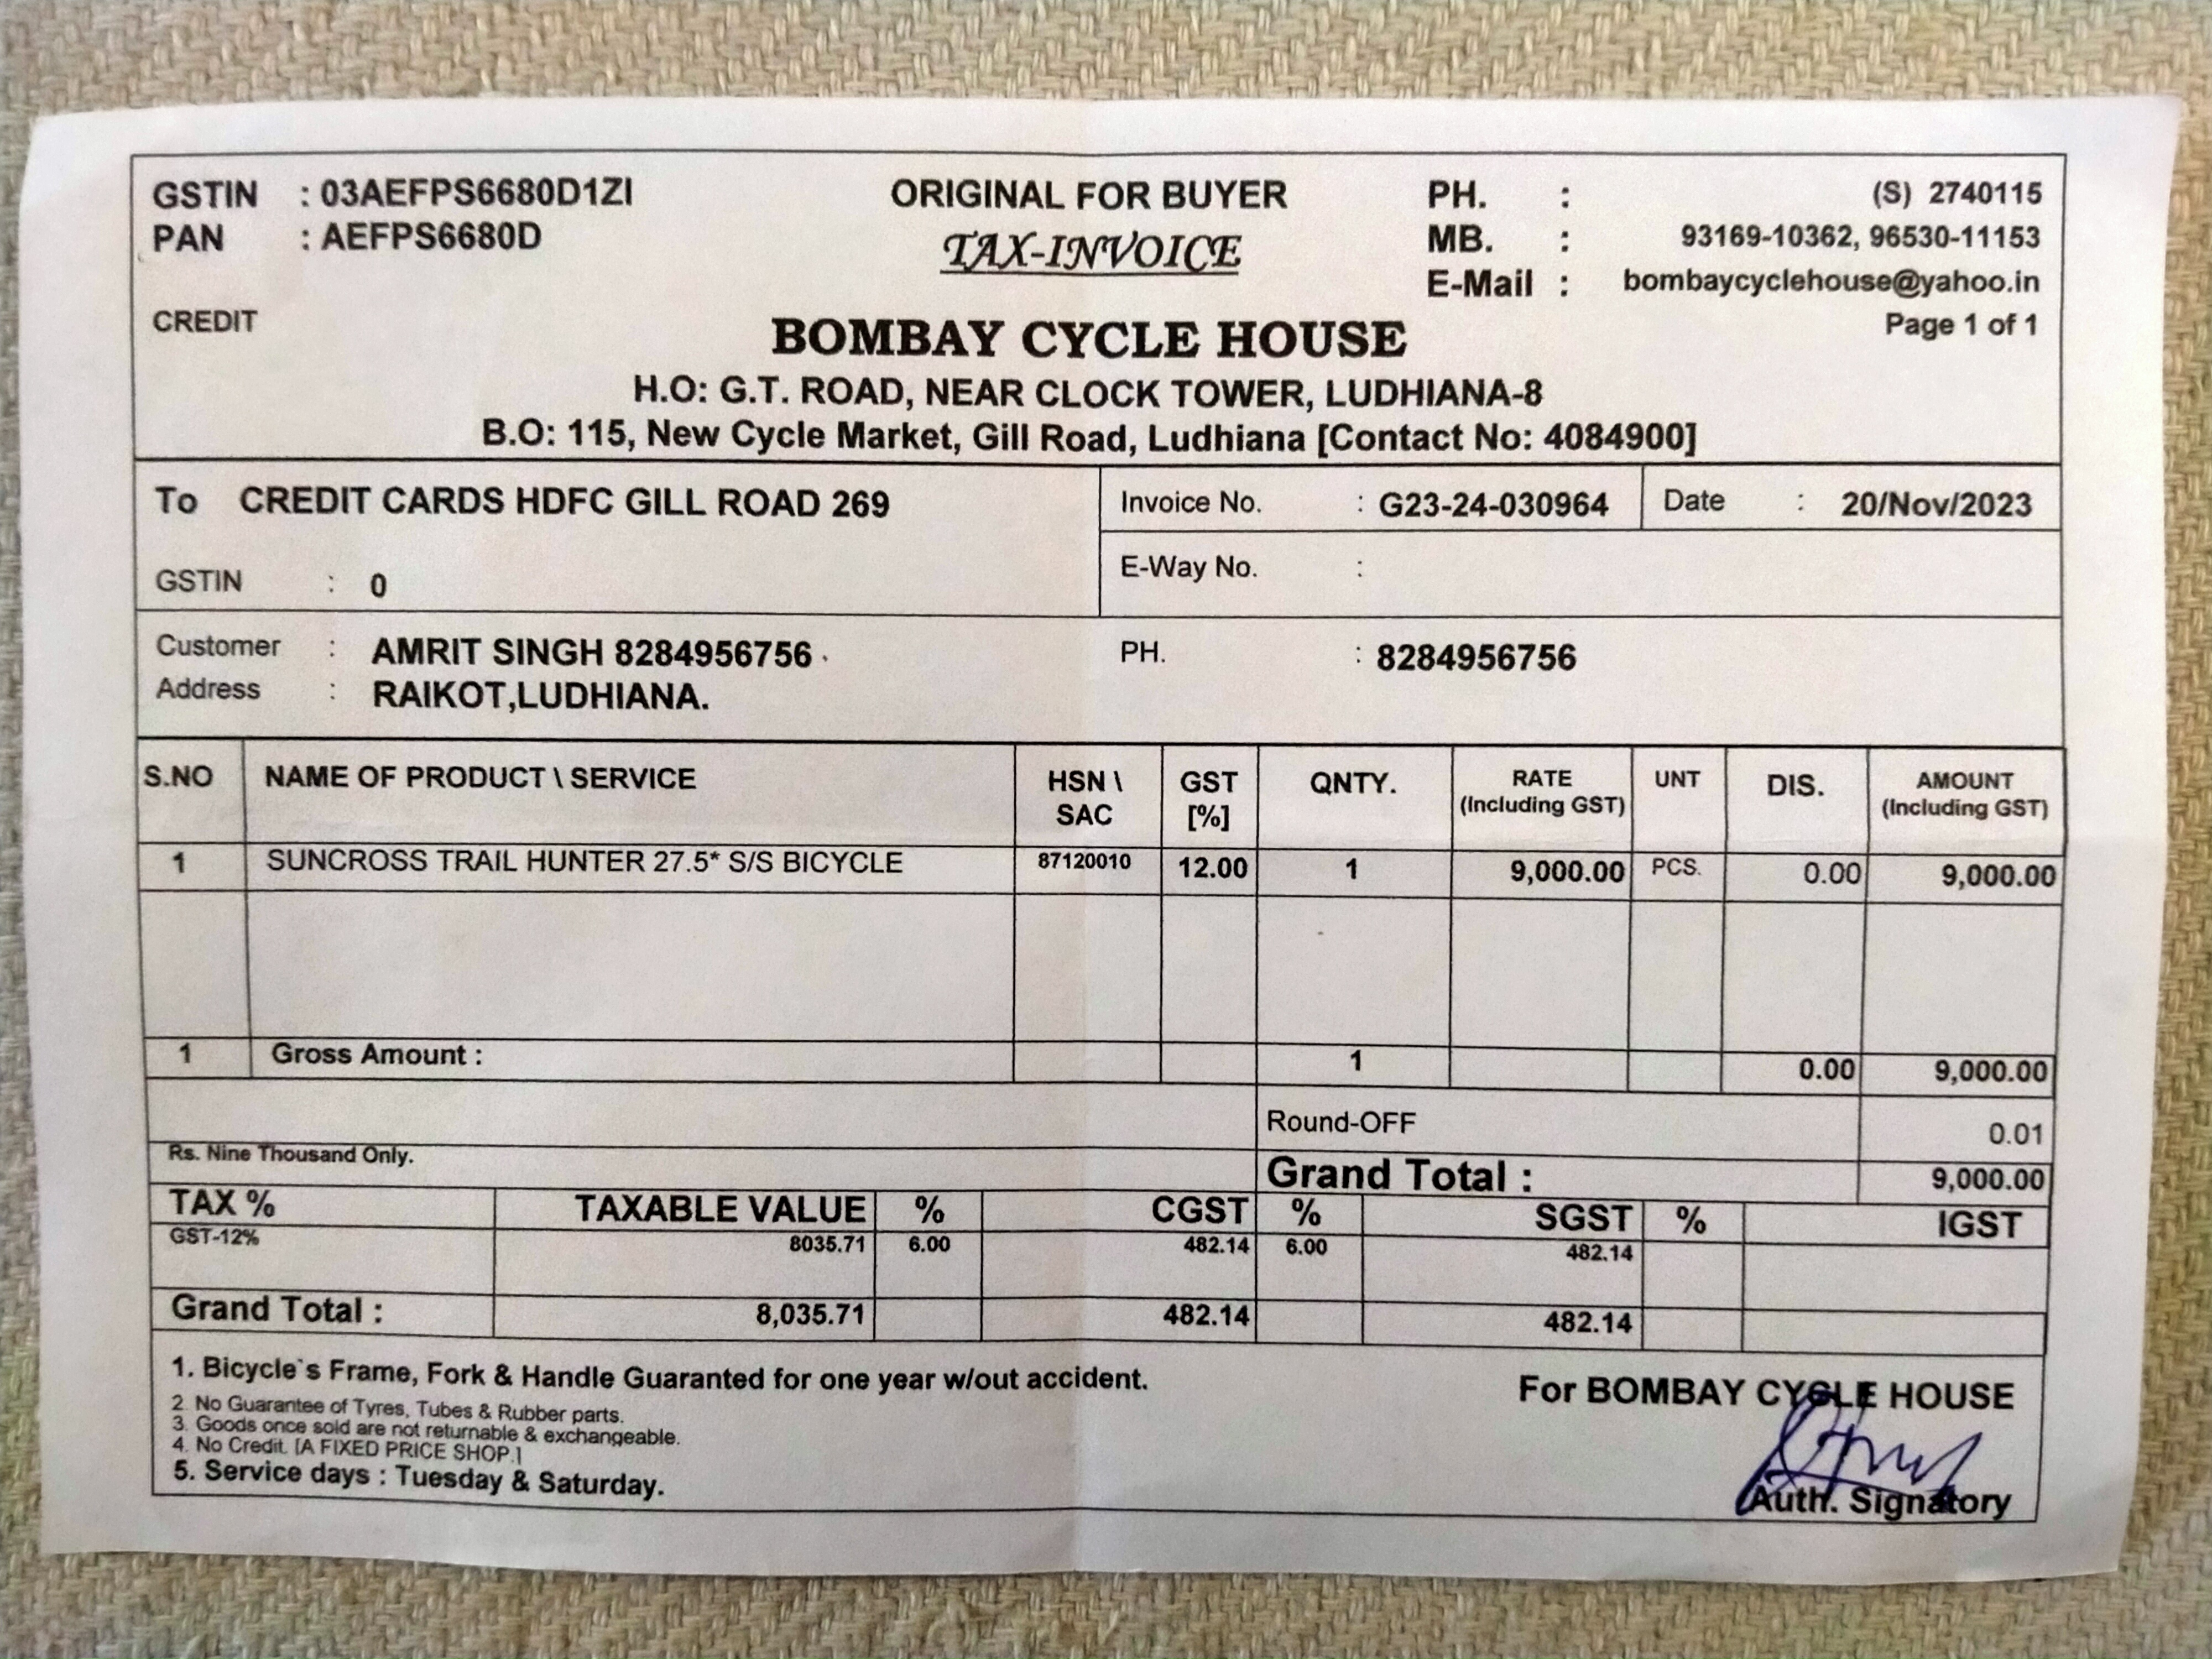 GSTIN : 03AEFPS6680D1ZI
PAN : AEFPS6680D
CREDIT
ORIGINAL FOR BUYER
TAX-INVOICE
PH. : (S) 2740115
MB. : 93169-10362, 96530-11153
E-Mail : bombaycyclehouse@yahoo.in
Page 1 of 1
BOMBAY CYCLE HOUSE
H.O: G.T. ROAD, NEAR CLOCK TOWER, LUDHIANA-8
B.O: 115, New Cycle Market, Gill Road, Ludhiana [Contact No: 4084900]
To CREDIT CARDS HDFC GILL ROAD 269
GSTIN : 0
Invoice No. : G23-24-030964 Date : 20/Nov/2023
E-Way No. :
Customer : AMRIT SINGH 8284956756 PH. : 8284956756
Address : RAIKOT,LUDHIANA.
S.NO NAME OF PRODUCT \ SERVICE HSN \ SAC GST [%] QNTY. RATE (Including GST) UNT DIS. AMOUNT (Including GST)
1 SUNCROSS TRAIL HUNTER 27.5* S/S BICYCLE 87120010 12.00 1 9,000.00 PCS. 0.00 9,000.00
1 Gross Amount : 1 0.00 9,000.00
Round-OFF 0.01
Rs. Nine Thousand Only.
Grand Total : 9,000.00
TAX % TAXABLE VALUE % CGST % SGST % IGST
GST-12% 8035.71 6.00 482.14 6.00 482.14
Grand Total : 8,035.71 482.14 482.14
1. Bicycle`s Frame, Fork & Handle Guaranteed for one year w/out accident.
2. No Guarantee of Tyres, Tubes & Rubber parts.
3. Goods once sold are not returnable & exchangeable.
4. No Credit. [A FIXED PRICE SHOP.]
5. Service days : Tuesday & Saturday.
For BOMBAY CYCLE HOUSE
Auth. Signatory